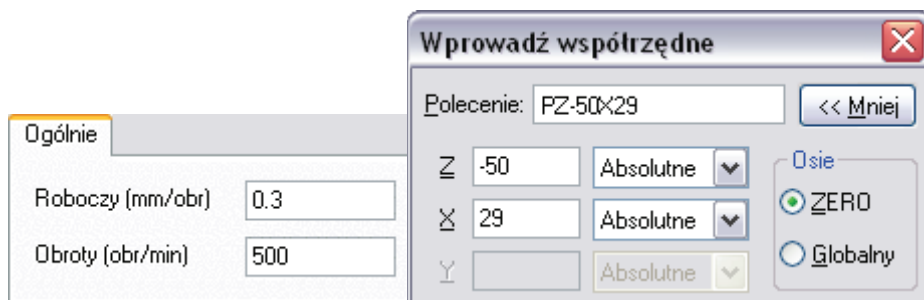 Wprowadź współrzędne
Polecenie: PZ-50X29 << Mniej
Ogólnie
Z -50 Absolutne Osie
Roboczy (mm/obr) 0.3
X 29 Absolutne ZERO
Obroty (obr/min) 500
Y Absolutne Globalny